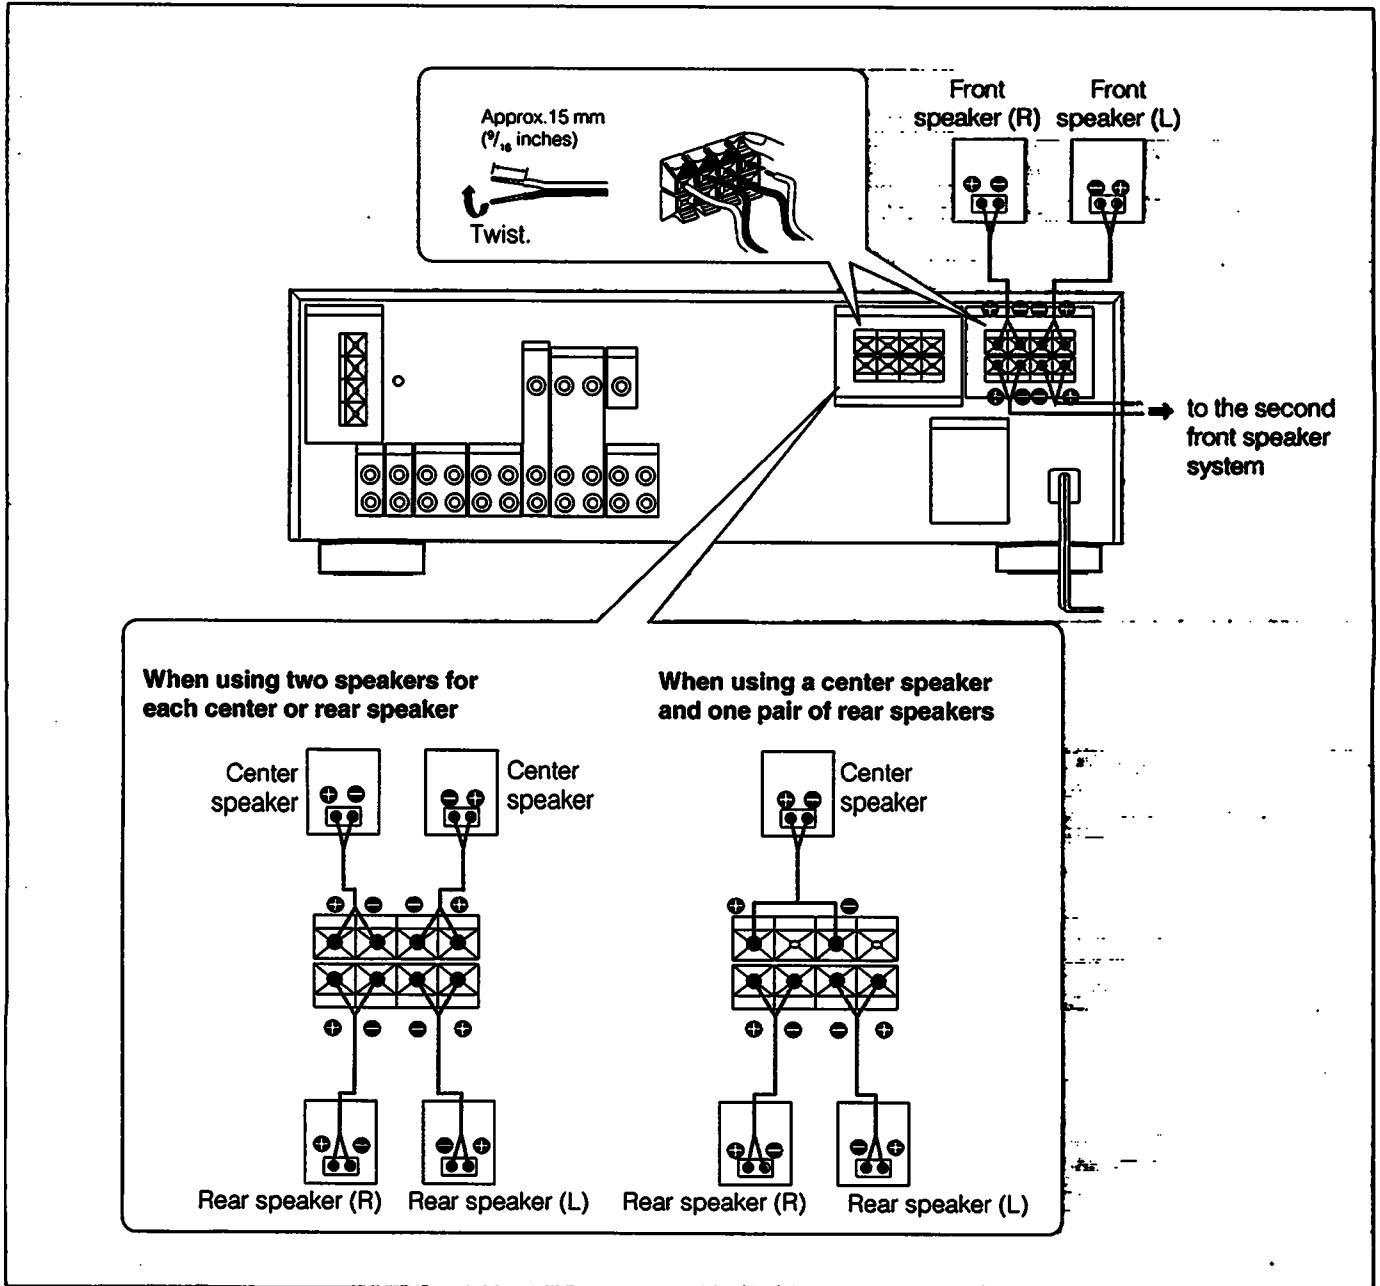 Approx.15 mm
(9/16 inches)
Twist.
Front
speaker (R)
Front
speaker (L)
⊕ ⊖
⊖ ⊕
⊕ ⊖ ⊖ ⊕
⊕ ⊖ ⊖ ⊕
to the second
front speaker
system
When using two speakers for
each center or rear speaker
Center
speaker
⊕ ⊖
⊖ ⊕
Center
speaker
⊕ ⊖ ⊖ ⊕
⊕ ⊖ ⊖ ⊕
⊕ ⊖
⊖ ⊕
Rear speaker (R)
Rear speaker (L)
When using a center speaker
and one pair of rear speakers
⊕ ⊖
Center
speaker
⊕ ⊖
⊕ ⊖ ⊖ ⊕
⊕ ⊖
⊖ ⊕
Rear speaker (R)
Rear speaker (L)